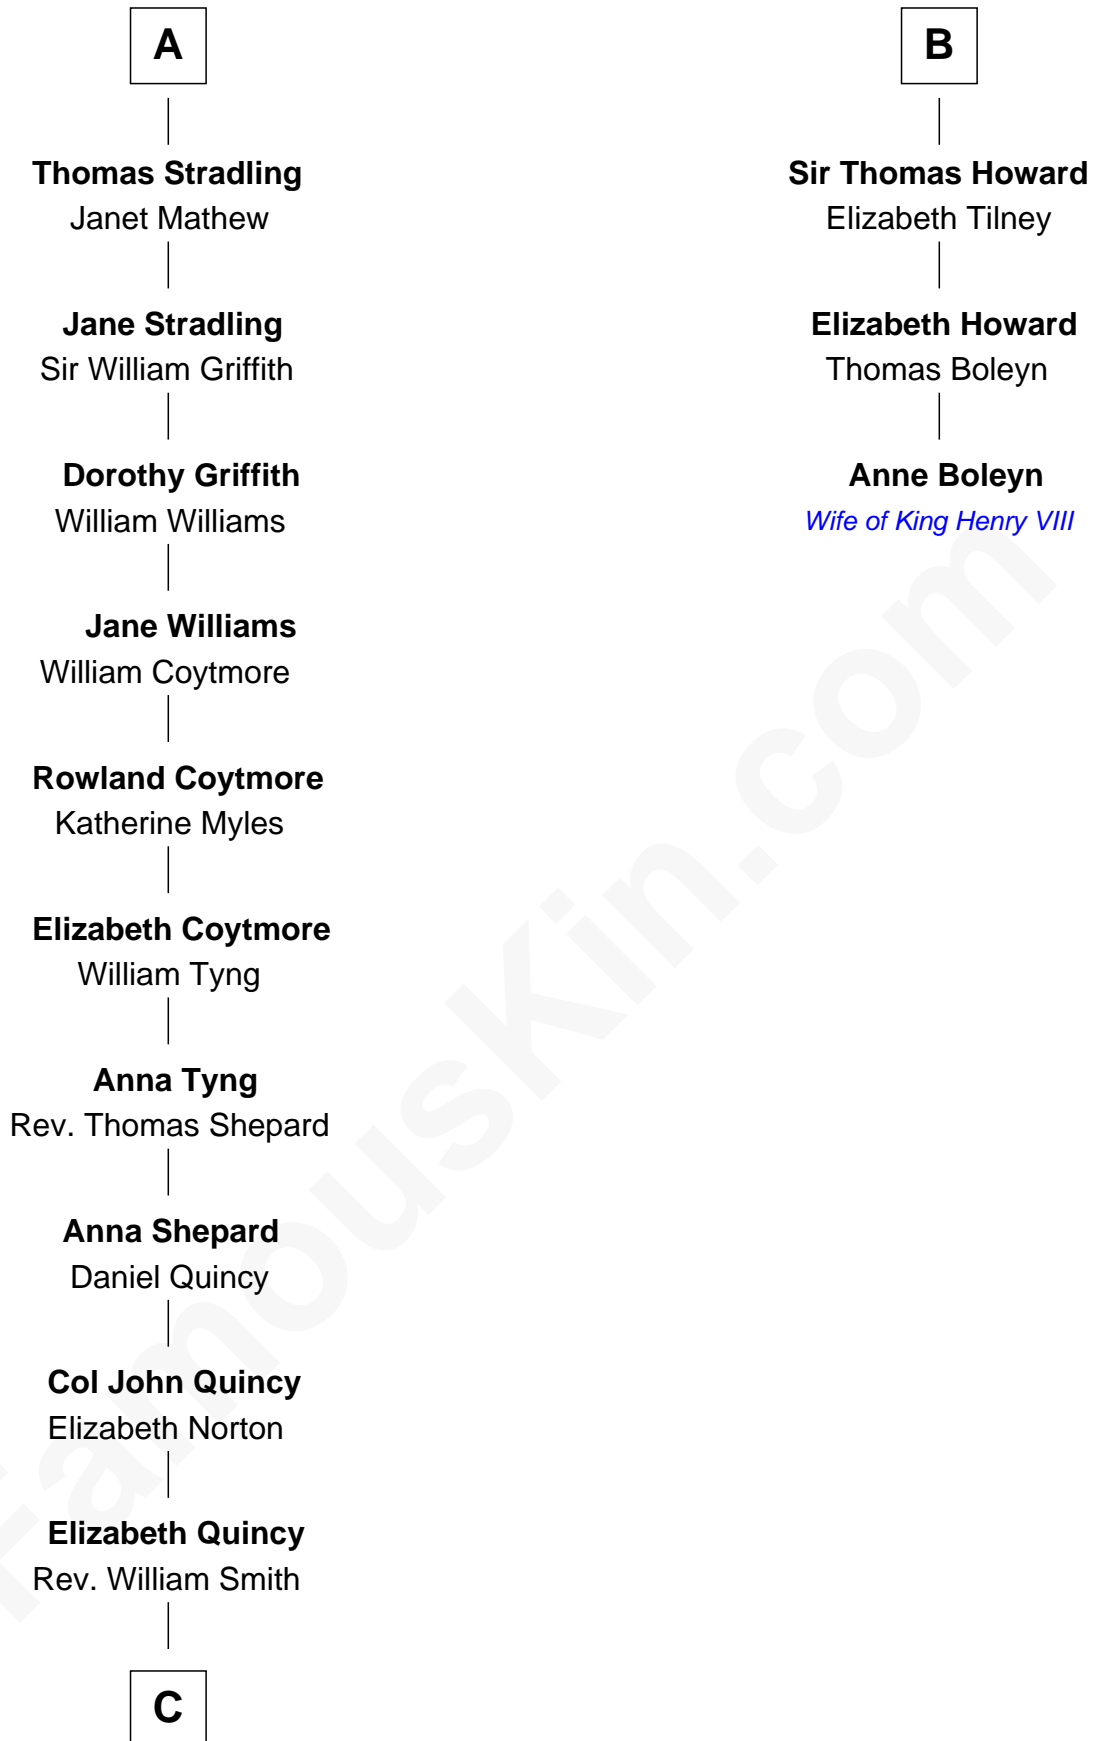 A
Thomas Stradling
Janet Mathew
Jane Stradling
Sir William Griffith
Dorothy Griffith
William Williams
Jane Williams
William Coytmore
Rowland Coytmore
Katherine Myles
Elizabeth Coytmore
William Tyng
Anna Tyng
Rev. Thomas Shepard
Anna Shepard
Daniel Quincy
Col John Quincy
Elizabeth Norton
Elizabeth Quincy
Rev. William Smith
C
B
Sir Thomas Howard
Elizabeth Tilney
Elizabeth Howard
Thomas Boleyn
Anne Boleyn
Wife of King Henry VIII
FamousKin.com